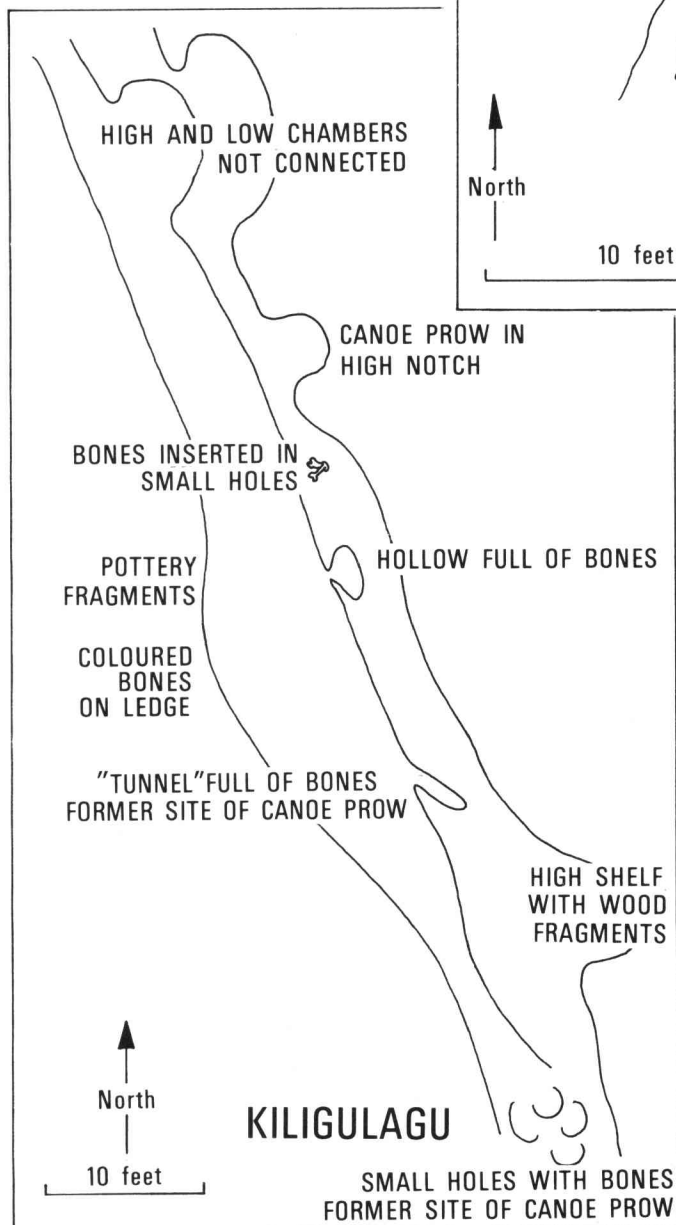 North
10 feet
HIGH AND LOW CHAMBERS
NOT CONNECTED
CANOE PROW IN
HIGH NOTCH
BONES INSERTED IN
SMALL HOLES
HOLLOW FULL OF BONES
POTTERY
FRAGMENTS
COLOURED
BONES
ON LEDGE
"TUNNEL"FULL OF BONES
FORMER SITE OF CANOE PROW
HIGH SHELF
WITH WOOD
FRAGMENTS
North
10 feet
KILIGULAGU
SMALL HOLES WITH BONES
FORMER SITE OF CANOE PROW